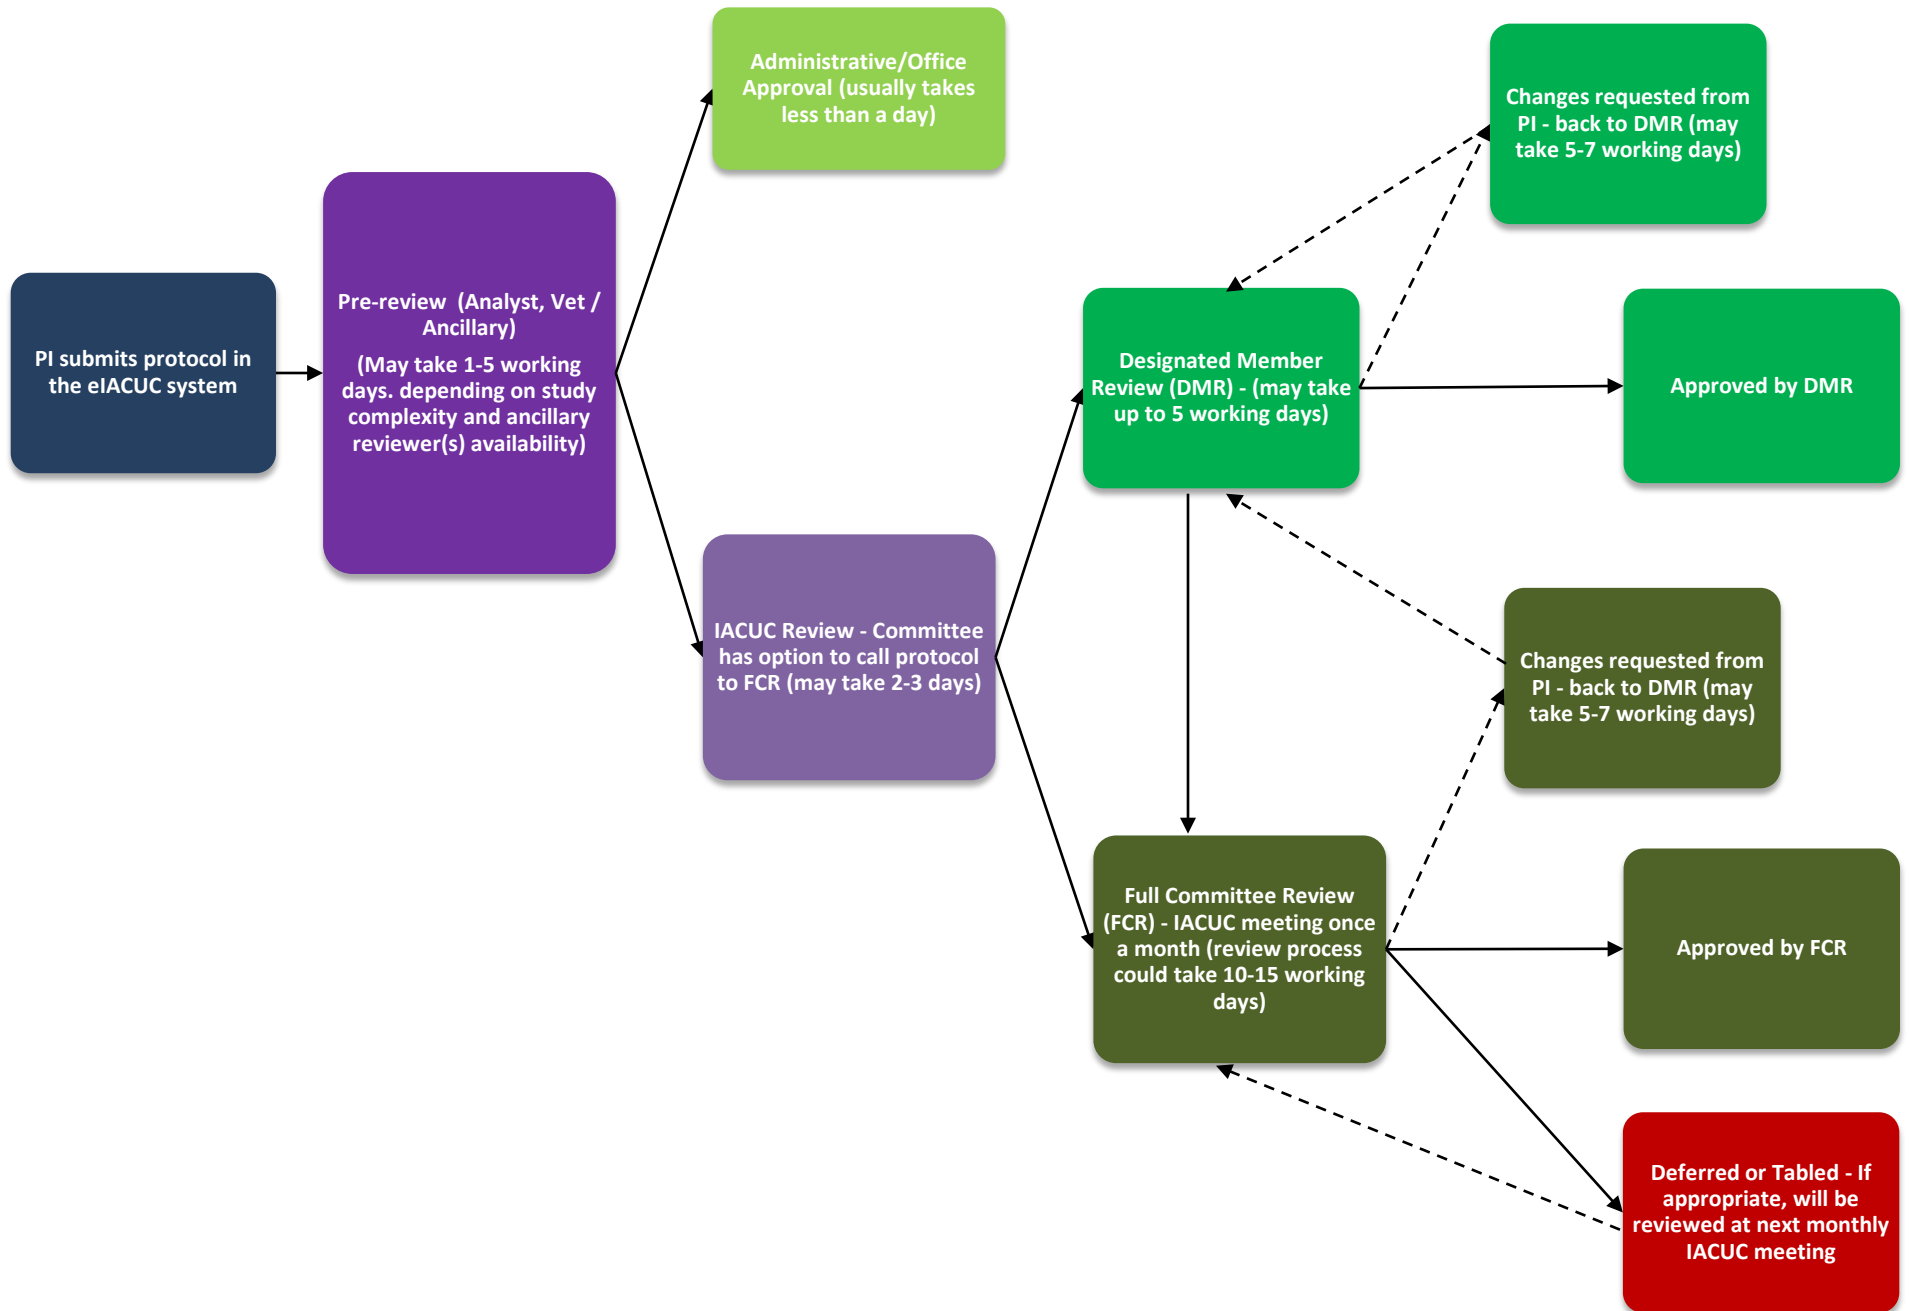 PI submits protocol in
the eIACUC system
Pre-review  (Analyst, Vet /
Ancillary)
(May take 1-5 working
days. depending on study
complexity and ancillary
reviewer(s) availability)
Administrative/Office
Approval (usually takes
less than a day)
IACUC Review - Committee
has option to call protocol
to FCR (may take 2-3 days)
Designated Member
Review (DMR) - (may take
up to 5 working days)
Changes requested from
PI - back to DMR (may
take 5-7 working days)
Approved by DMR
Full Committee Review
(FCR) - IACUC meeting once
a month (review process
could take 10-15 working
days)
Changes requested from
PI - back to DMR (may
take 5-7 working days)
Approved by FCR
Deferred or Tabled - If
appropriate, will be
reviewed at next monthly
IACUC meeting